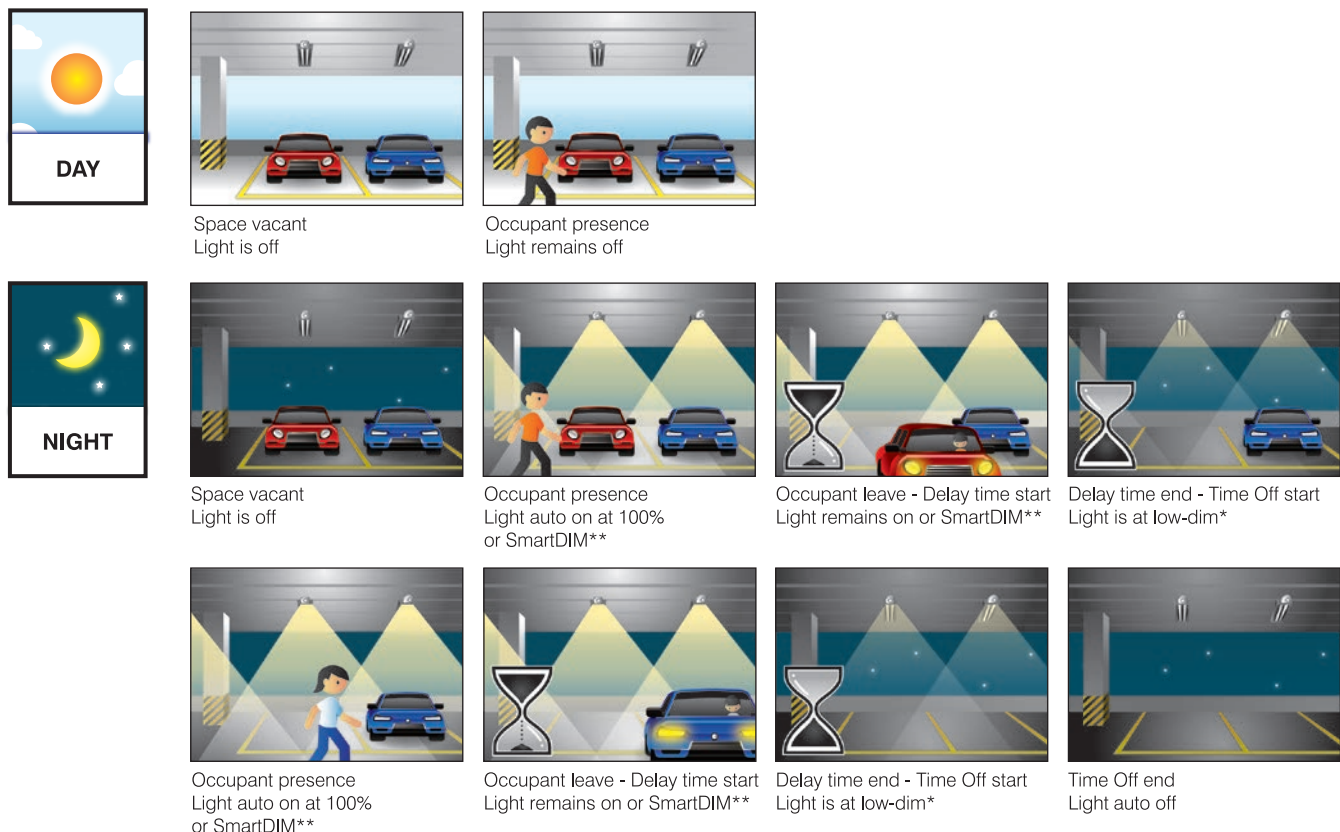 DAY
Space vacant
Light is off
Occupant presence
Light remains off
NIGHT
Space vacant
Light is off
Occupant presence
Light auto on at 100%
or SmartDIM**
Occupant leave - Delay time start
Light remains on or SmartDIM**
Delay time end - Time Off start
Light is at low-dim*
Occupant presence
Light auto on at 100%
or SmartDIM**
Occupant leave - Delay time start
Light remains on or SmartDIM**
Delay time end - Time Off start
Light is at low-dim*
Time Off end
Light auto off